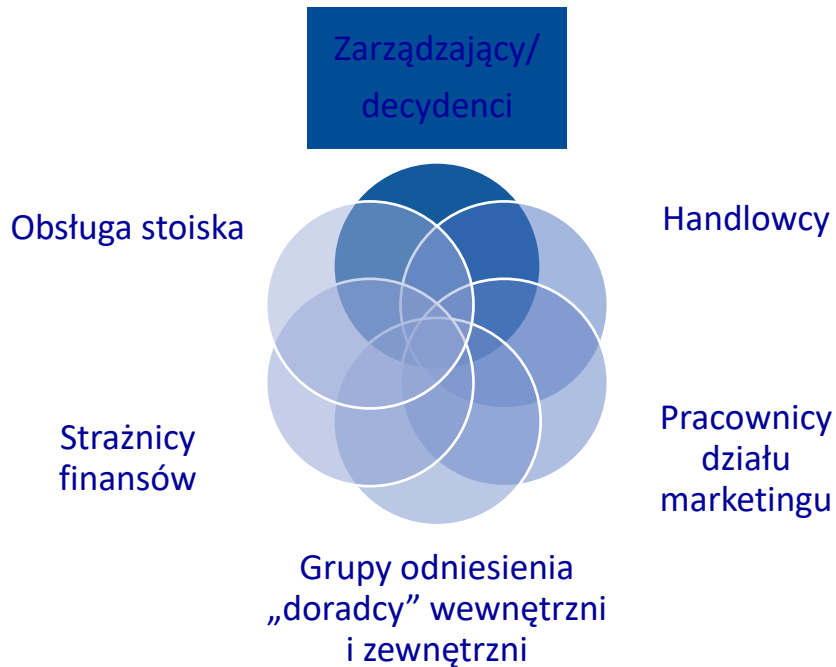 Zarządzający/
decydenci
Obsługa stoiska
Handlowcy
Strażnicy
finansów
Pracownicy
działu
marketingu
Grupy odniesienia
„doradcy” wewnętrzni
i zewnętrzni